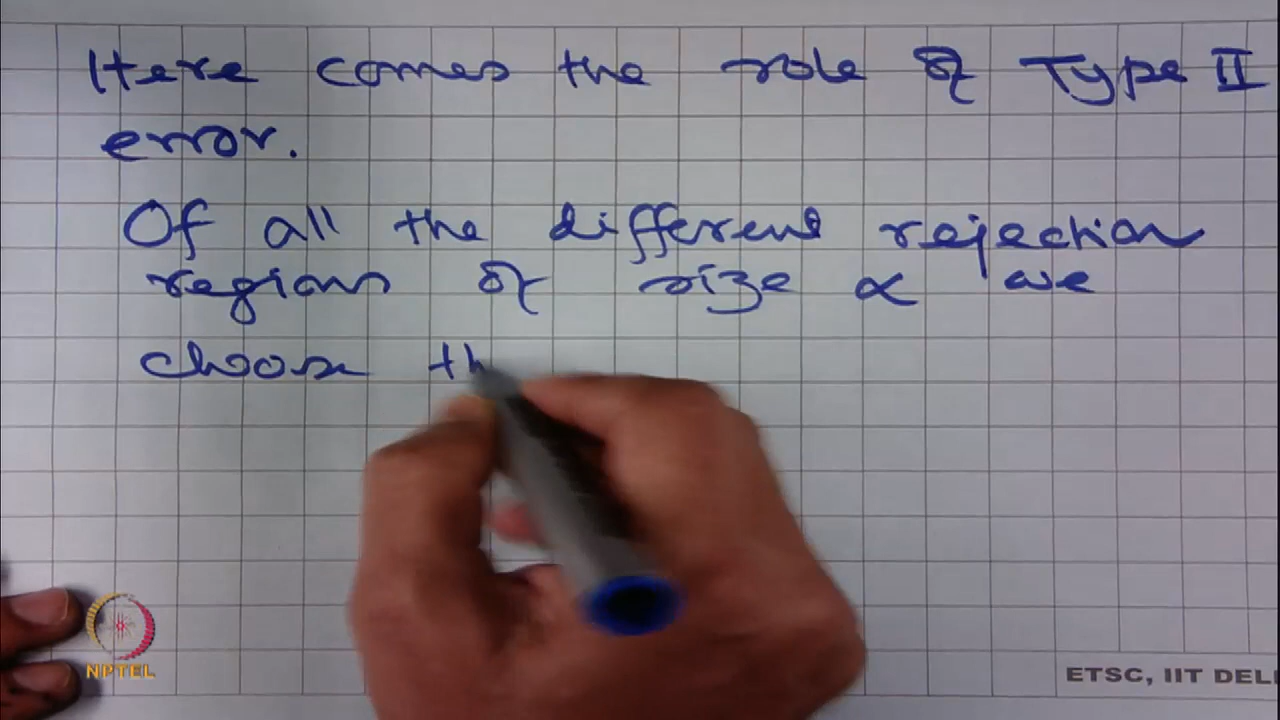 Here comes the role of Type II
error.
Of all the different rejection
regions of size α we
choose th
NPTEL
ETSC, IIT DEL